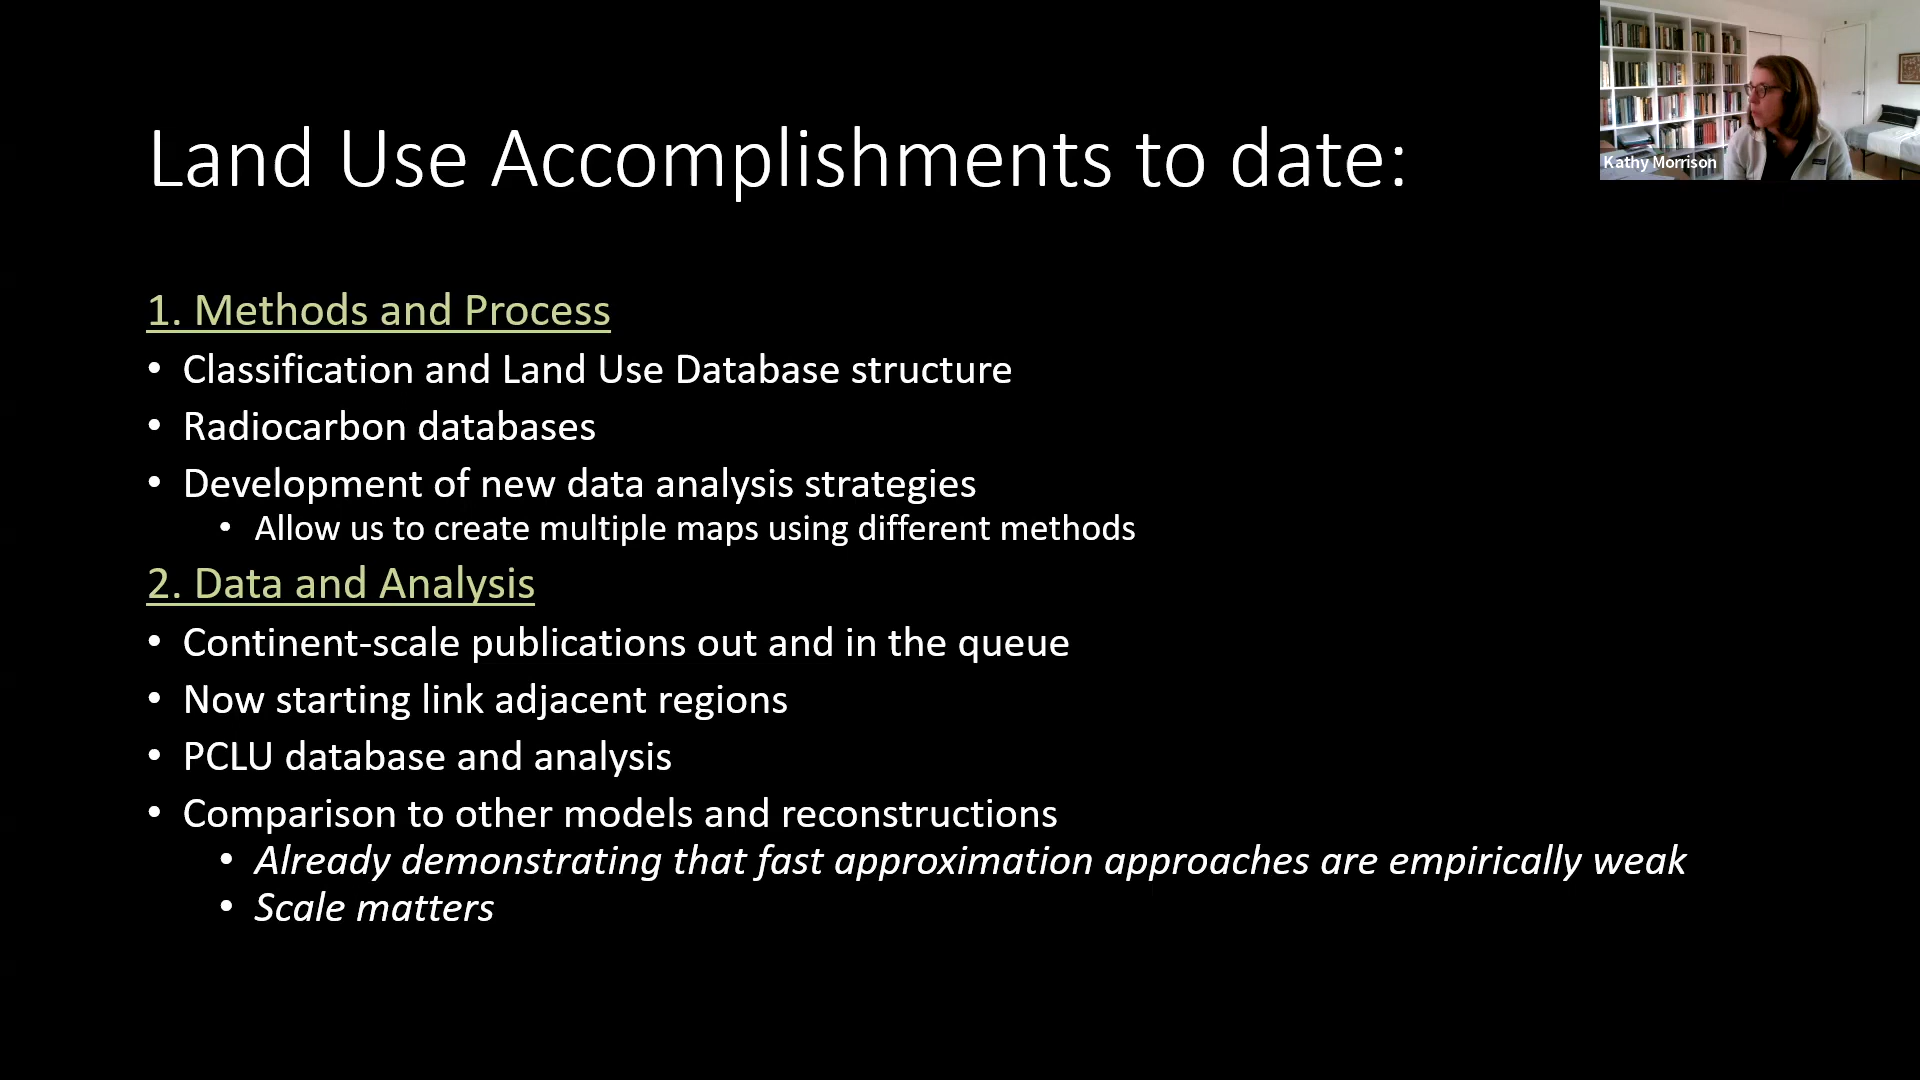 Land Use Accomplishments to date:
Kathy Morrison
1. Methods and Process
• Classification and Land Use Database structure
• Radiocarbon databases
• Development of new data analysis strategies
• Allow us to create multiple maps using different methods
2. Data and Analysis
• Continent-scale publications out and in the queue
• Now starting link adjacent regions
• PCLU database and analysis
• Comparison to other models and reconstructions
• Already demonstrating that fast approximation approaches are empirically weak
• Scale matters